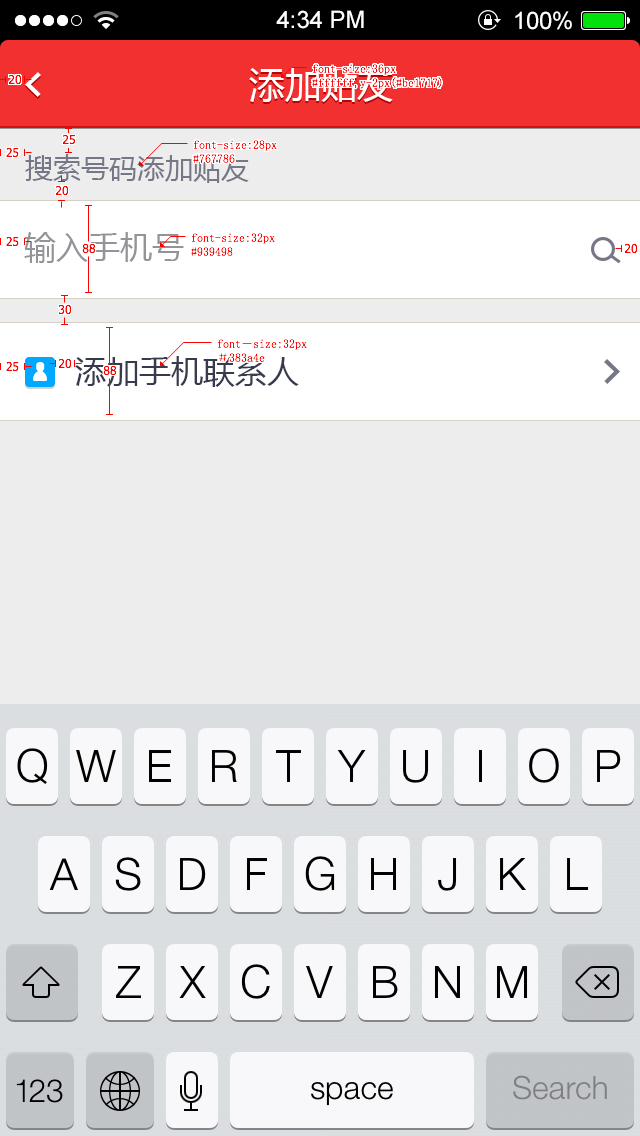 4:34 PM 100%
20 添加贴友 font-size:36px
#ffffff,y-2px(#be1717)
25
25 搜索号码添加贴友 font-size:28px
#767786
20
25 输入手机号 88 font-size:32px 20
#939498
30
25 20 添加手机联系人 88 font-size:32px
#383a4c
Q W E R T Y U I O P
A S D F G H J K L
Z X C V B N M
123 space Search